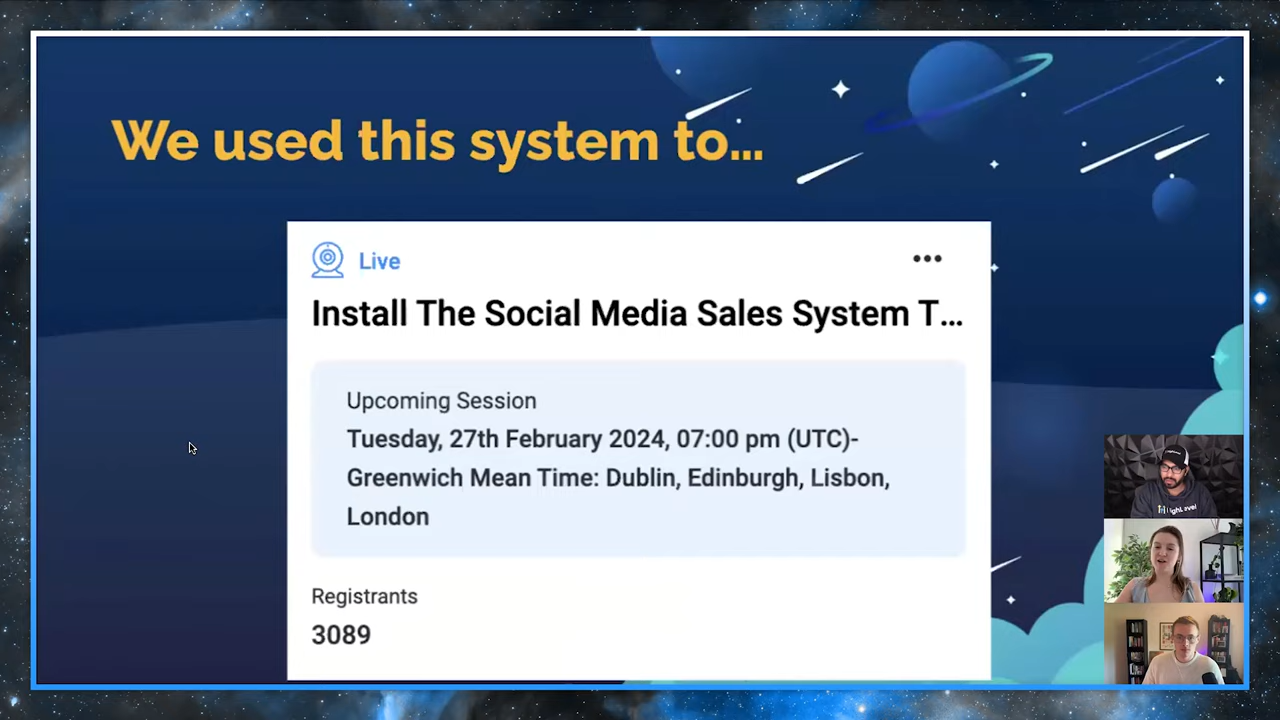 We used this system to...
Live
Install The Social Media Sales System T...
Upcoming Session
Tuesday, 27th February 2024, 07:00 pm (UTC)-
Greenwich Mean Time: Dublin, Edinburgh, Lisbon,
London
Registrants
3089
HighLevel